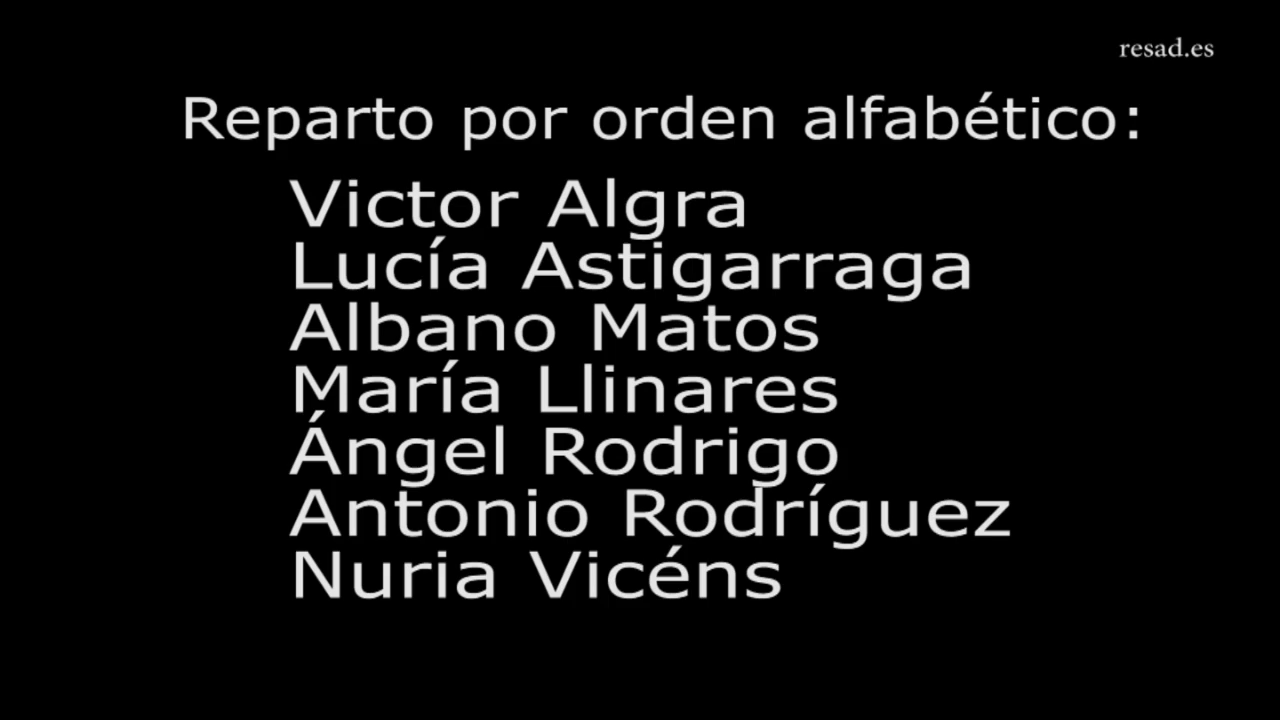 resad.es
Reparto por orden alfabético:
Victor Algra
Lucía Astigarraga
Albano Matos
María Llinares
Ángel Rodrigo
Antonio Rodríguez
Nuria Vicéns